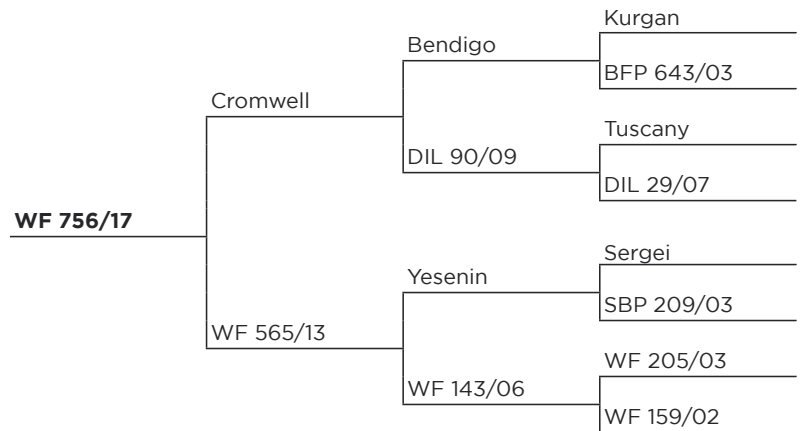 Kurgan
Bendigo
BFP 643/03
Cromwell
Tuscany
DIL 90/09
DIL 29/07
WF 756/17
Sergei
Yesenin
SBP 209/03
WF 565/13
WF 205/03
WF 143/06
WF 159/02